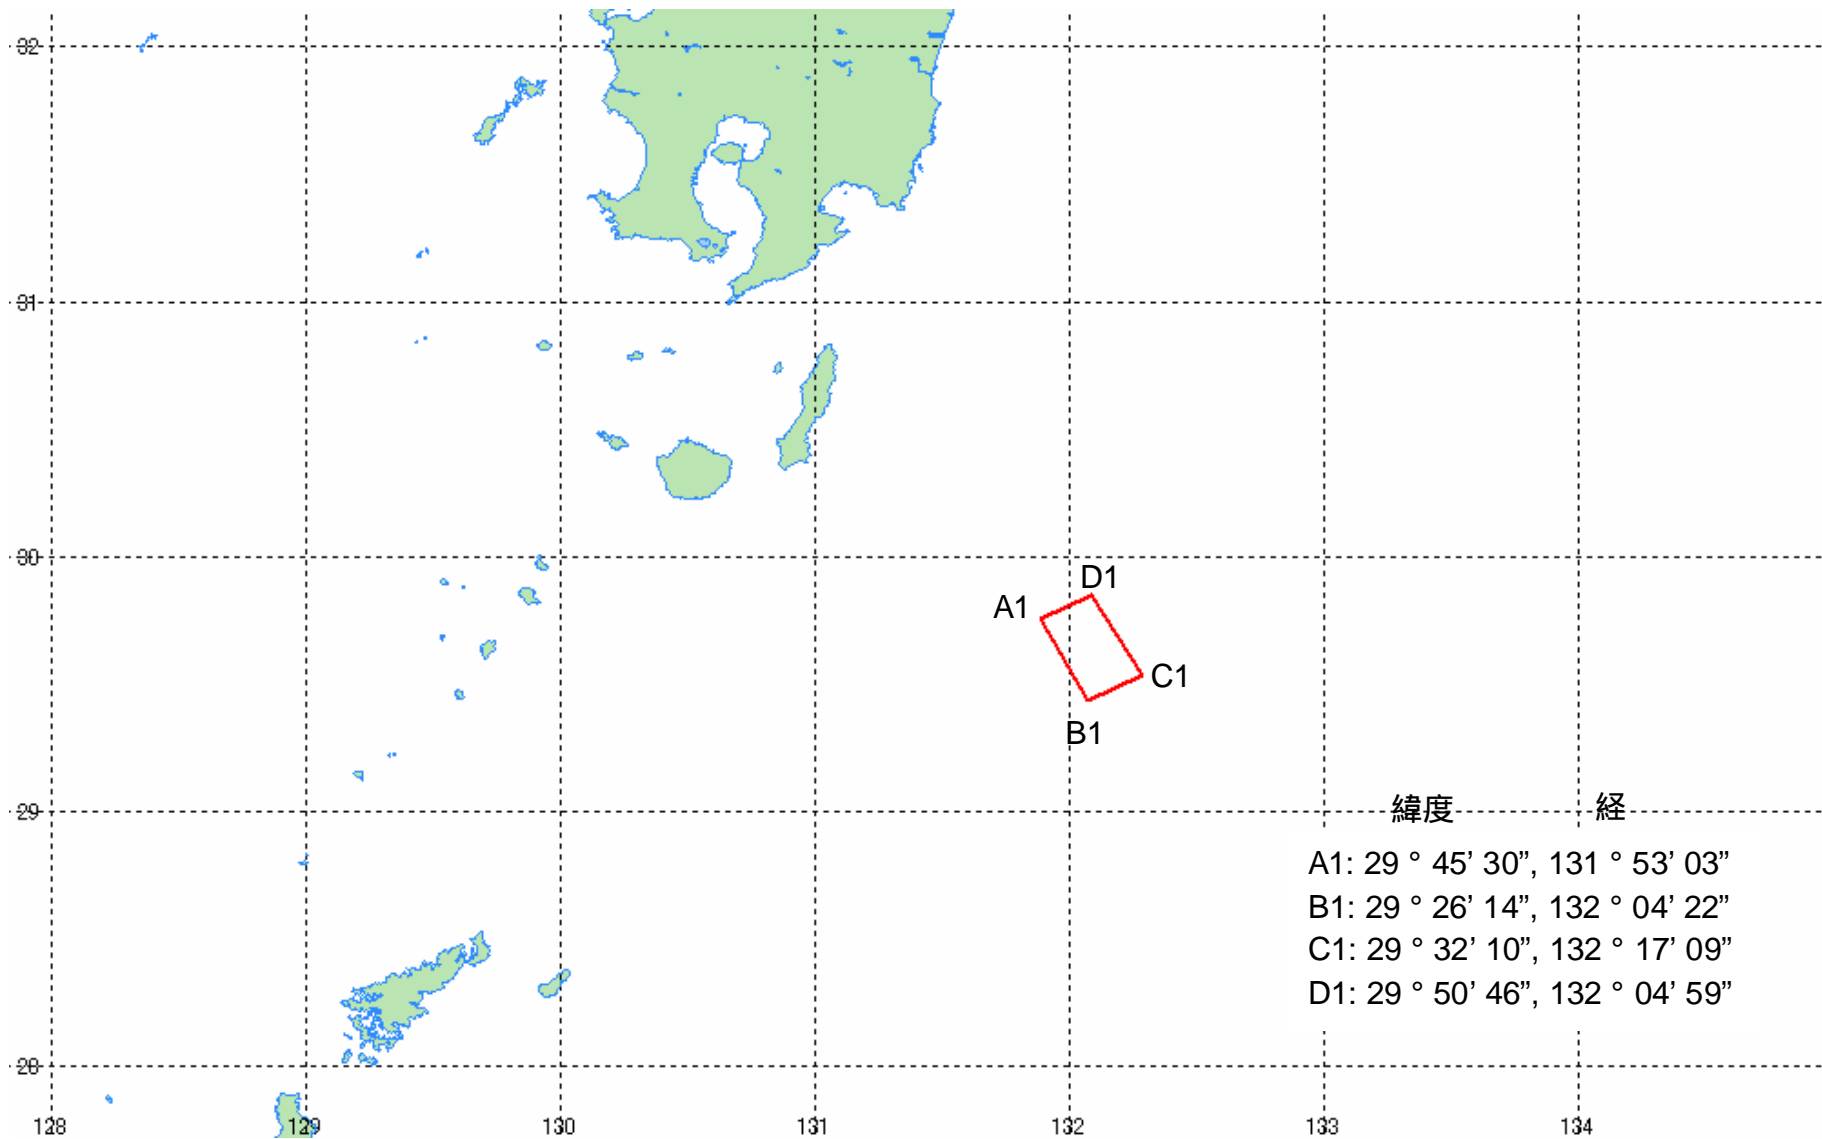 32
31
30
D1
A1
C1
B1
29
緯度 経
A1: 29 ° 45’ 30”, 131 ° 53’ 03”
B1: 29 ° 26’ 14”, 132 ° 04’ 22”
C1: 29 ° 32’ 10”, 132 ° 17’ 09”
D1: 29 ° 50’ 46”, 132 ° 04’ 59”
28
128 129 130 131 132 133 134